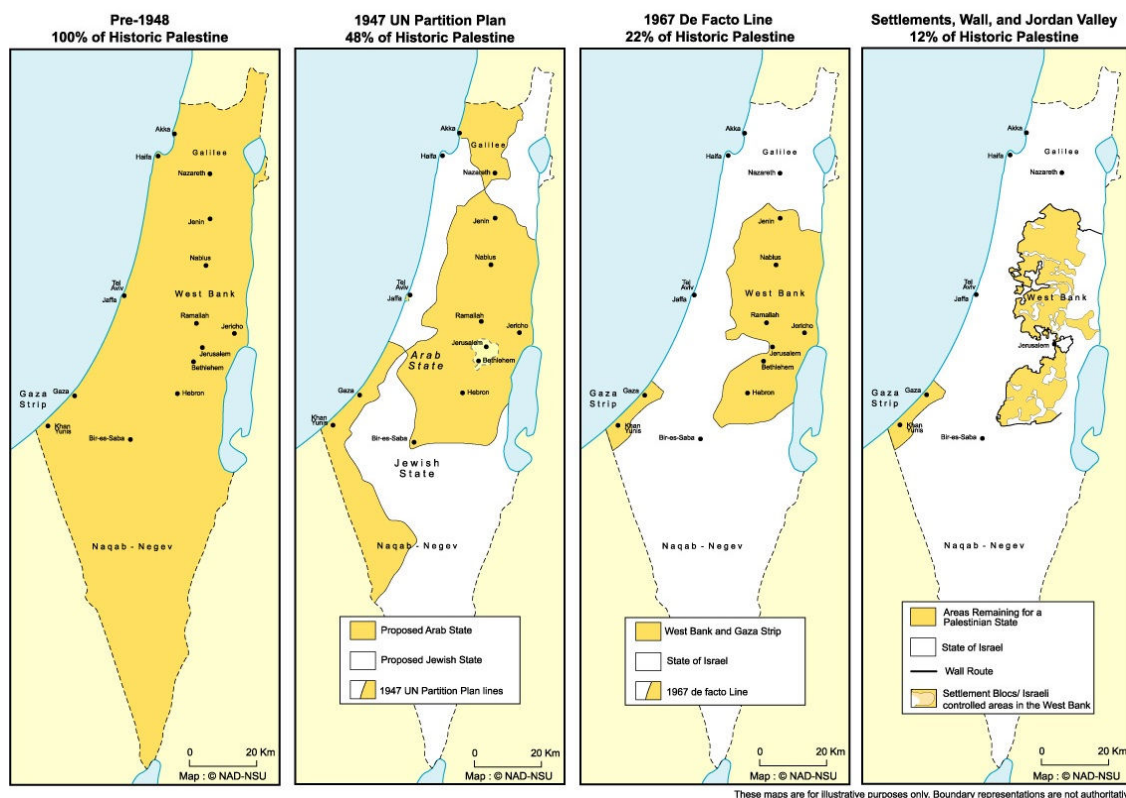 Pre-1948
100% of Historic Palestine
Akka
Haifa
Galilee
Nazareth
Jenin
Nablus
Tel
Aviv
Jaffa
West Bank
Ramallah
Jericho
Jerusalem
Bethlehem
Gaza
Strip
Gaza
Hebron
Khan
Yunis
Bir-es-Saba
Naqab - Negev
0 20 Km
Map : © NAD-NSU
1947 UN Partition Plan
48% of Historic Palestine
Akka
Haifa
Galilee
Nazareth
Jenin
Nablus
Tel
Aviv
Jaffa
Ramallah
Jericho
Jerusalem
Arab
State
Bethlehem
Gaza
Hebron
Khan
Yunis
Bir-es-Saba
Jewish
State
Naqab - Negev
Proposed Arab State
Proposed Jewish State
1947 UN Partition Plan lines
0 20 Km
Map : © NAD-NSU
1967 De Facto Line
22% of Historic Palestine
Akka
Haifa
Galilee
Nazareth
Jenin
Nablus
Tel
Aviv
Jaffa
West Bank
Ramallah
Jericho
Jerusalem
Bethlehem
Gaza
Strip
Gaza
Hebron
Khan
Yunis
Bir-es-Saba
Naqab - Negev
West Bank and Gaza Strip
State of Israel
1967 de facto Line
0 20 Km
Map : © NAD-NSU
Settlements, Wall, and Jordan Valley
12% of Historic Palestine
Akka
Haifa
Galilee
Nazareth
Tel
Aviv
Jaffa
West Bank
Jerusalem
Gaza
Strip
Gaza
Khan
Yunis
Bir-es-Saba
Naqab - Negev
Areas Remaining for a
Palestinian State
State of Israel
Wall Route
Settlement Blocs/ Israeli
controlled areas in the West Bank
0 20 Km
Map : © NAD-NSU
These maps are for illustrative purposes only. Boundary representations are not authoritativ